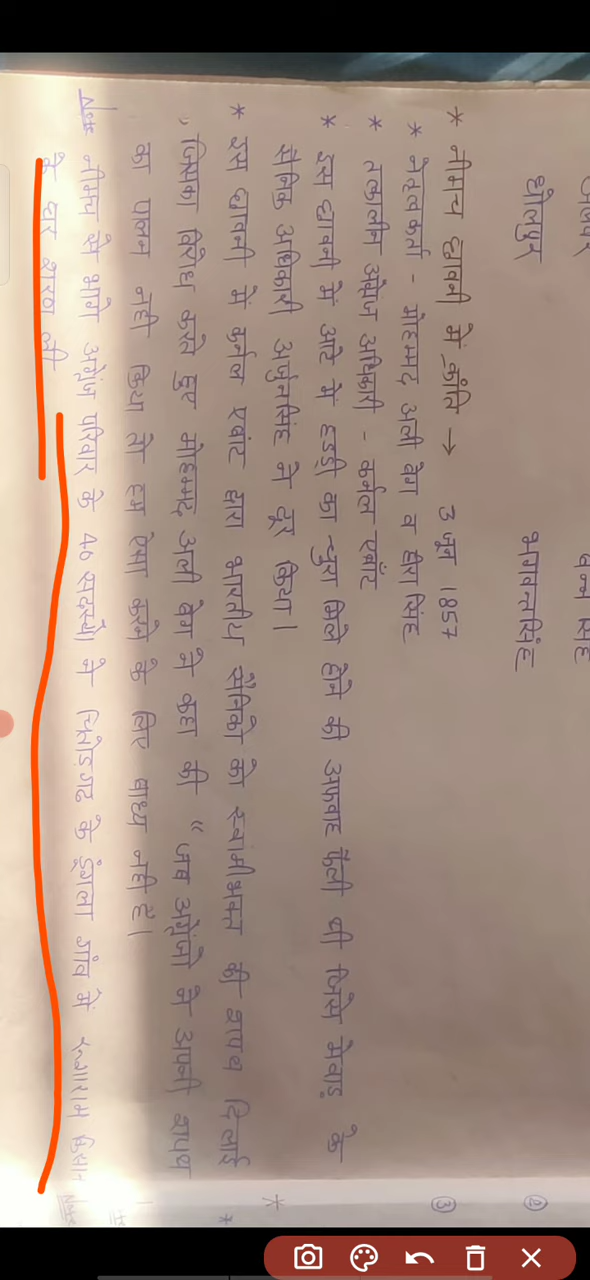 धौलपुर भगवन्तसिंह
* नीमच छावनी में क्रांति → 3 जून 1857
* नेतृत्वकर्ता - मोहम्मद अली बेग व हीरा सिंह
* तत्कालीन अंग्रेज अधिकारी - कर्नल एबॉट
* इस छावनी में आटे में हड्डी का चुरा मिले होने की अफवाह फैली थी जिसे मेवाड़ के
सैनिक अधिकारी अर्जुनसिंह ने दूर किया।
* इस छावनी में कर्नल एबॉट द्वारा भारतीय सैनिकों को स्वामीभक्त की शपथ दिलाई
,, जिसका विरोध करते हुए मोहम्मद अली बेग ने कहा की “जब अंग्रेजो ने अपनी शपथ
का पालन नही किया तो हम ऐसा करने के लिए बाध्य नही है।
Note नीमच से भागे अंग्रेज परिवार के 40 सदस्यो ने चित्तोड़गढ़ के डूंगला गांव में रूगाराम किसान
के घर शरण ली